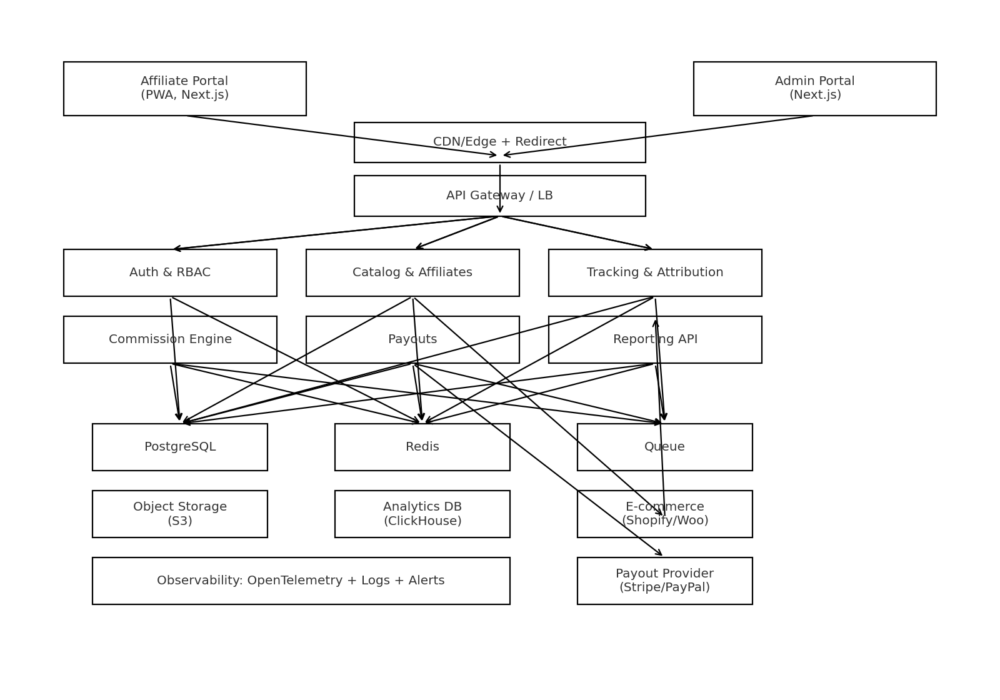 Affiliate Portal
(PWA, Next.js)
Admin Portal
(Next.js)
CDN/Edge + Redirect
API Gateway / LB
Auth & RBAC
Catalog & Affiliates
Tracking & Attribution
Commission Engine
Payouts
Reporting API
PostgreSQL
Redis
Queue
Object Storage
(S3)
Analytics DB
(ClickHouse)
E-commerce
(Shopify/Woo)
Observability: OpenTelemetry + Logs + Alerts
Payout Provider
(Stripe/PayPal)